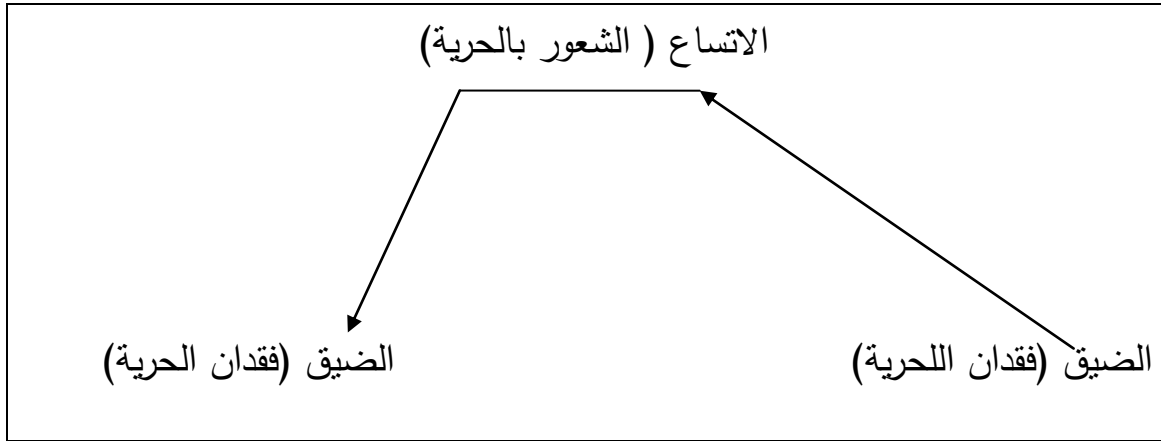 الاتساع ( الشعور بالحرية)
الضيق (فقدان اللحرية)
الضيق (فقدان الحرية)